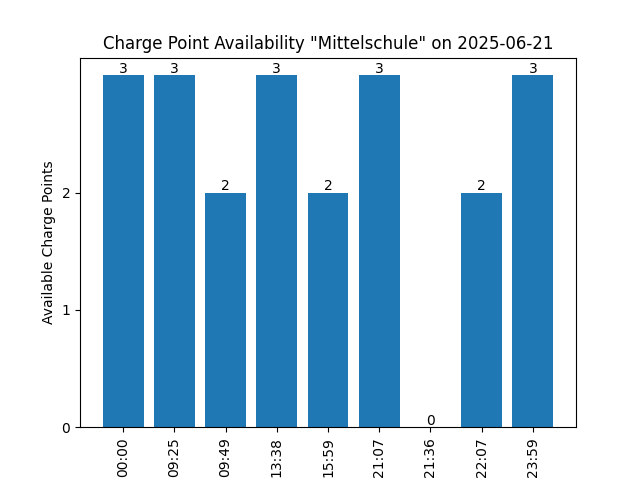 Charge Point Availability "Mittelschule" on 2025-06-21
3 3 2 3 2 3 0 2 3
Available Charge Points
2
1
0
00:00 09:25 09:49 13:38 15:59 21:07 21:36 22:07 23:59